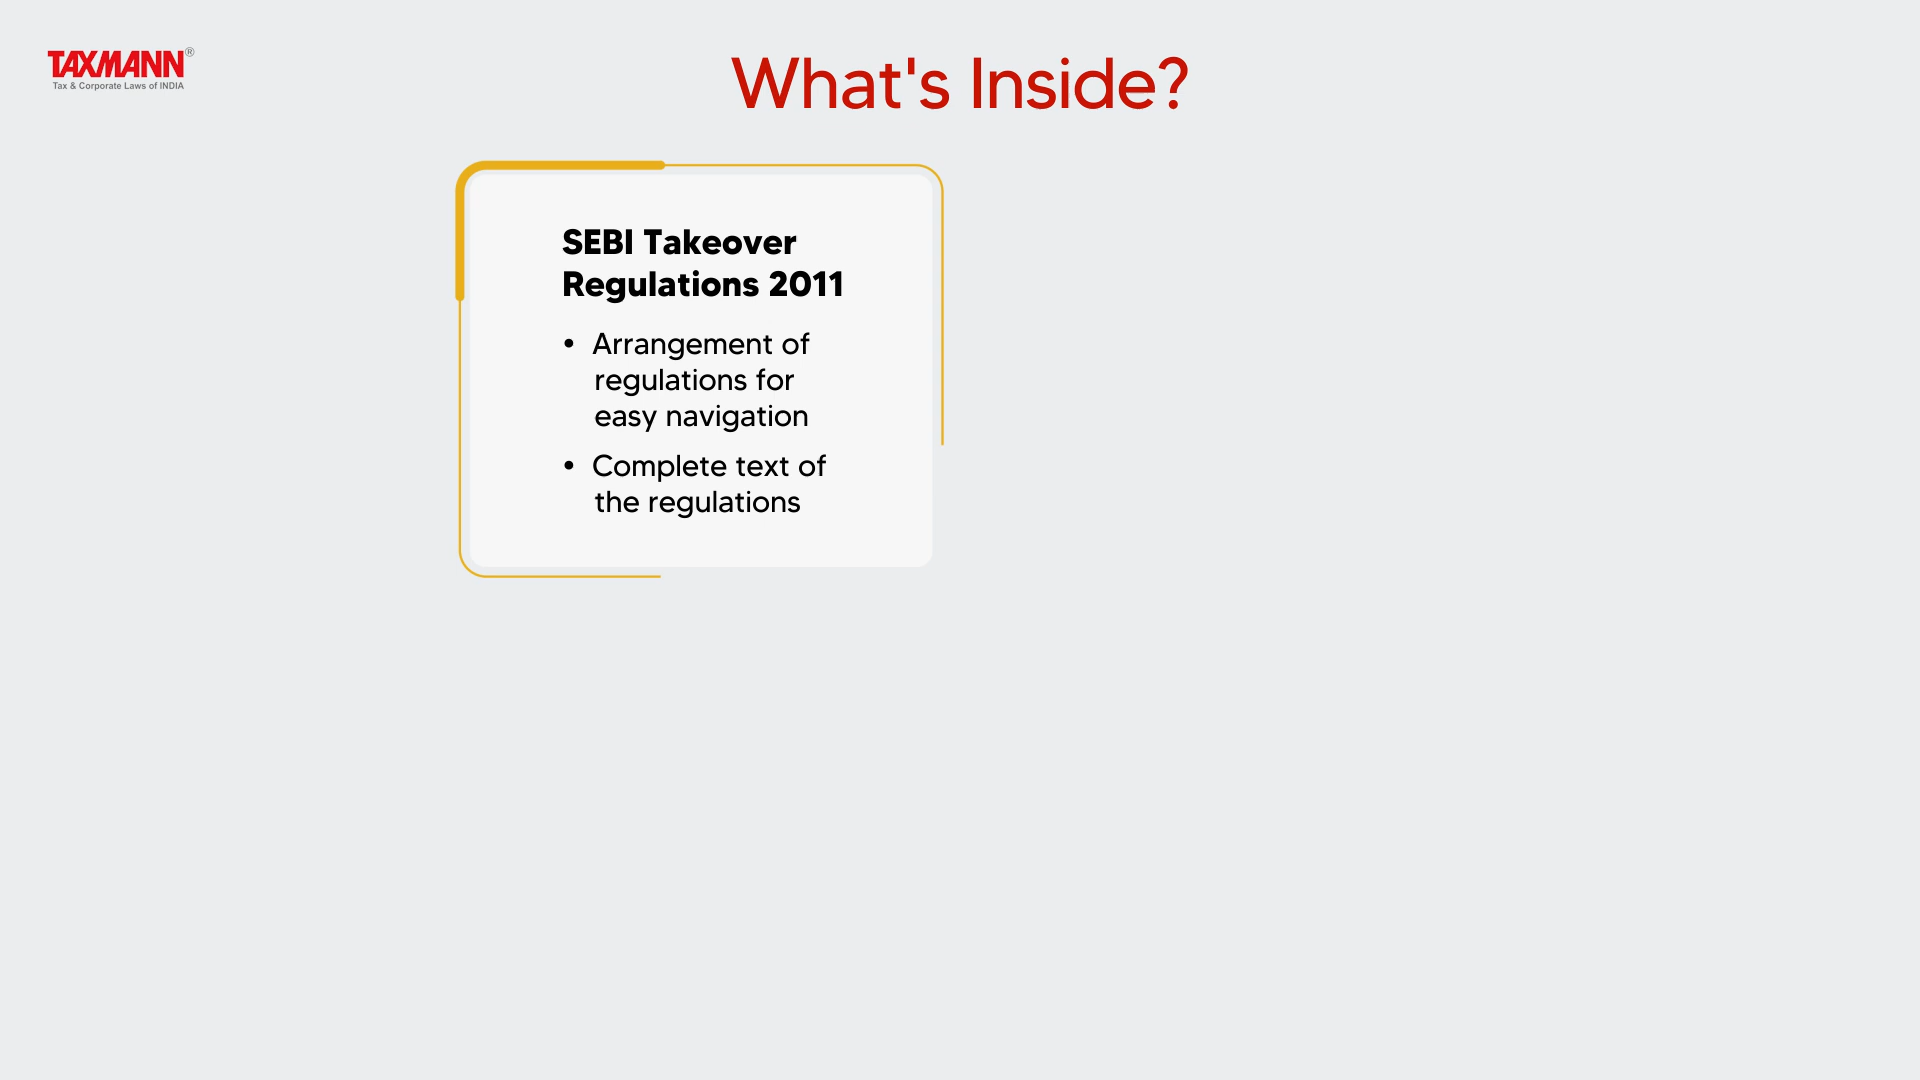 TAXMANN®
Tax & Corporate Laws of INDIA
What's Inside?
SEBI Takeover
Regulations 2011
• Arrangement of
regulations for
easy navigation
• Complete text of
the regulations